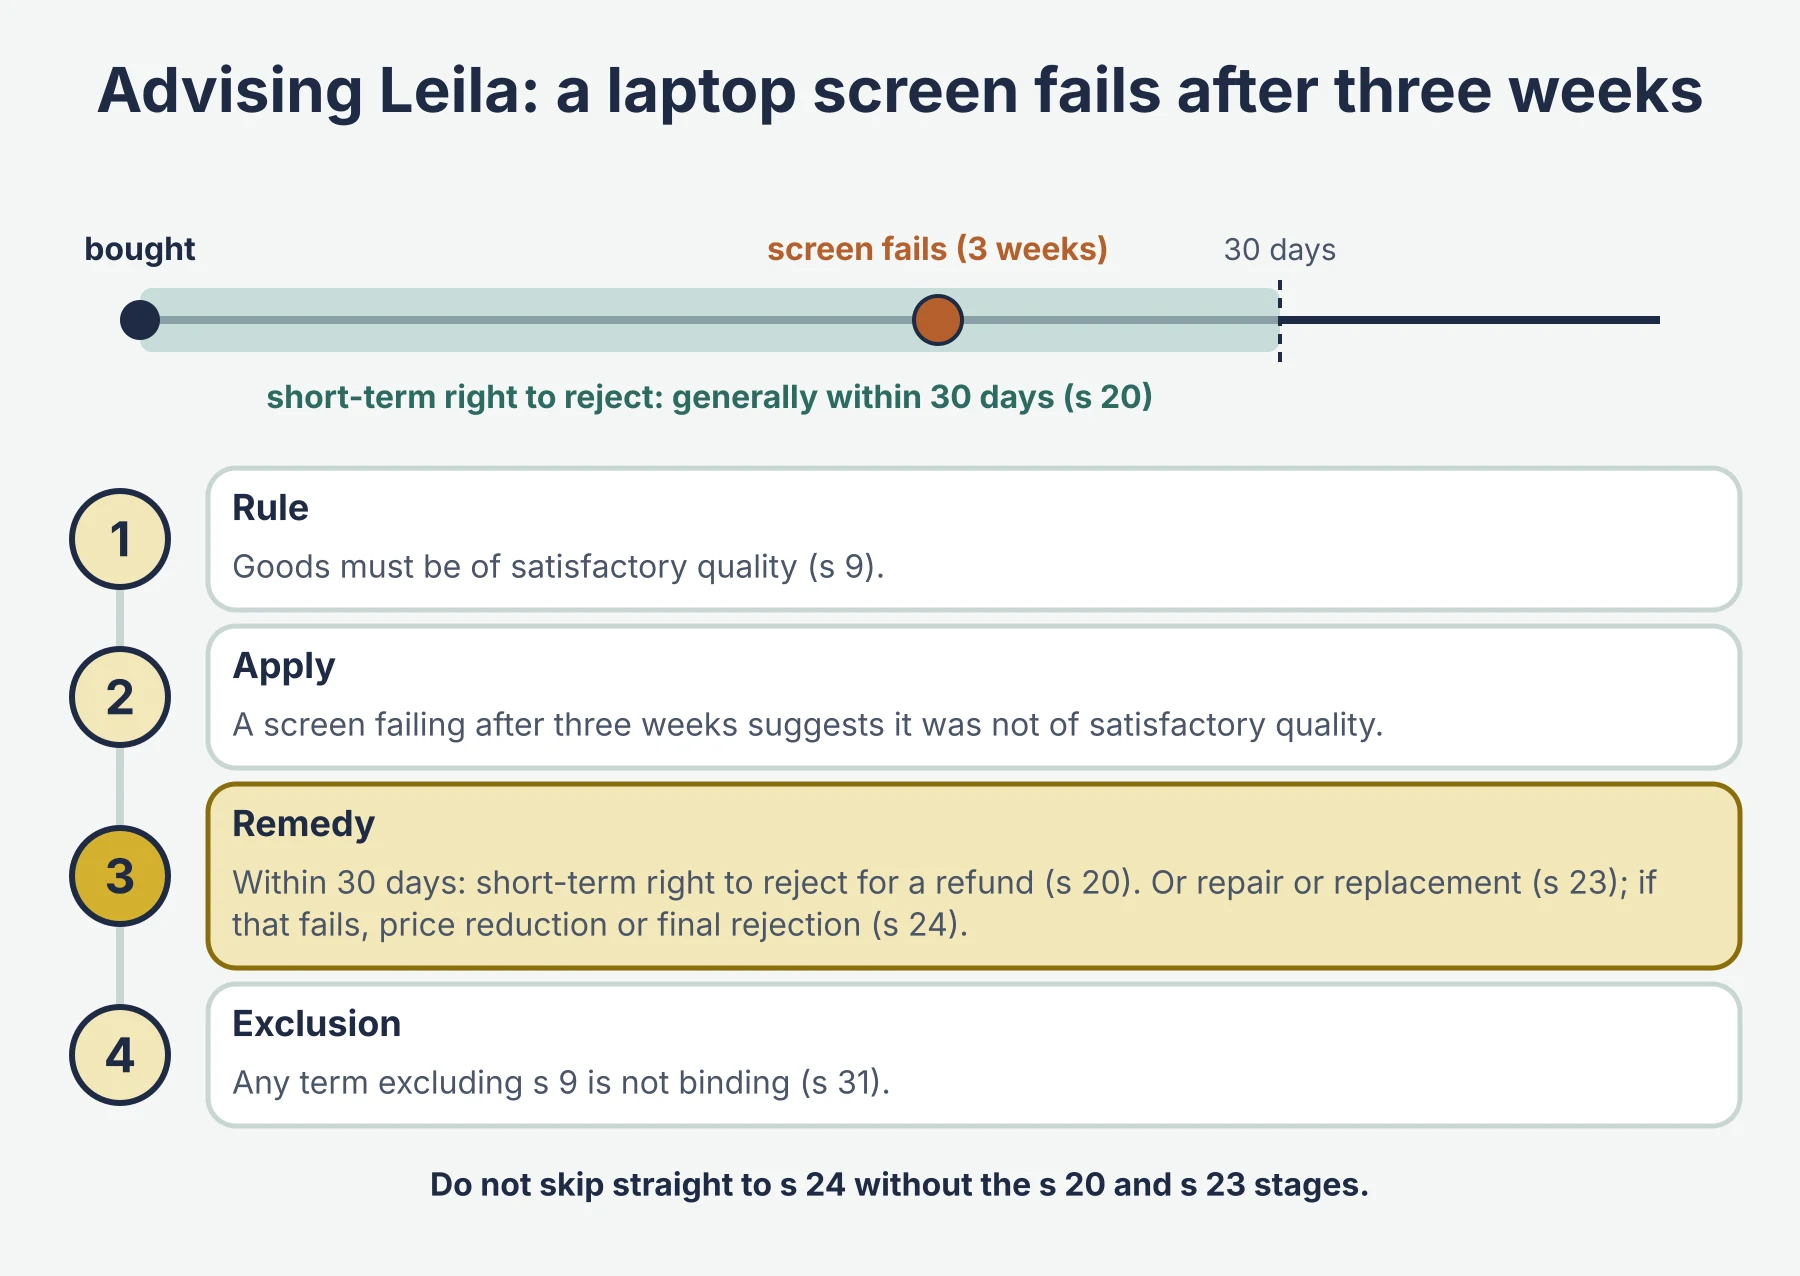 Advising Leila: a laptop screen fails after three weeks
bought
screen fails (3 weeks)
30 days
short-term right to reject: generally within 30 days (s 20)
1
Rule
Goods must be of satisfactory quality (s 9).
2
Apply
A screen failing after three weeks suggests it was not of satisfactory quality.
3
Remedy
Within 30 days: short-term right to reject for a refund (s 20). Or repair or replacement (s 23); if
that fails, price reduction or final rejection (s 24).
4
Exclusion
Any term excluding s 9 is not binding (s 31).
Do not skip straight to s 24 without the s 20 and s 23 stages.